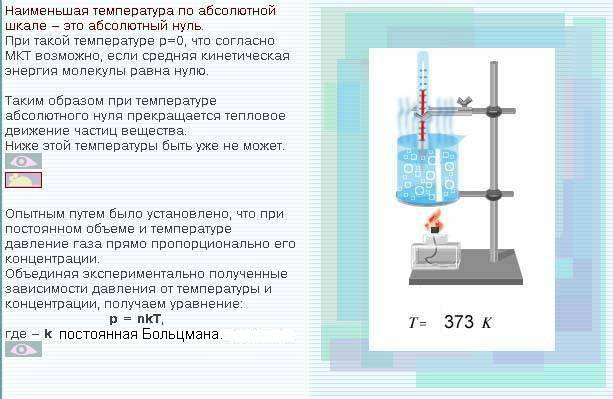 Наименьшая температура по абсолютной
шкале – это абсолютный нуль.
При такой температуре р=0, что согласно
МКТ возможно, если средняя кинетическая
энергия молекулы равна нулю.
Таким образом при температуре
абсолютного нуля прекращается тепловое
движение частиц вещества.
Ниже этой температуры быть уже не может.
Опытным путем было установлено, что при
постоянном объеме и температуре
давление газа прямо пропорционально его
концентрации.
Объединяя экспериментально полученные
зависимости давления от температуры и
концентрации, получаем уравнение:
p = nkT,
где – k постоянная Больцмана.
T= 373 K